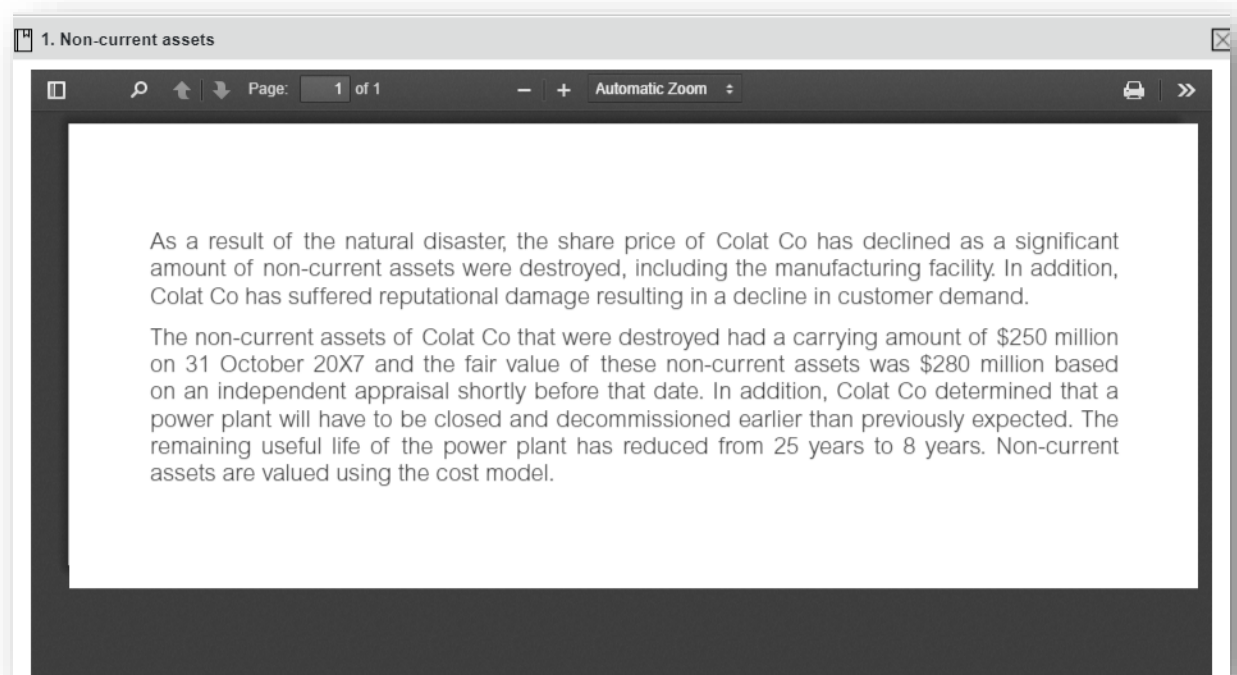 1. Non-current assets
Page: 1 of 1
Automatic Zoom
As a result of the natural disaster, the share price of Colat Co has declined as a significant
amount of non-current assets were destroyed, including the manufacturing facility. In addition,
Colat Co has suffered reputational damage resulting in a decline in customer demand.
The non-current assets of Colat Co that were destroyed had a carrying amount of $250 million
on 31 October 20X7 and the fair value of these non-current assets was $280 million based
on an independent appraisal shortly before that date. In addition, Colat Co determined that a
power plant will have to be closed and decommissioned earlier than previously expected. The
remaining useful life of the power plant has reduced from 25 years to 8 years. Non-current
assets are valued using the cost model.